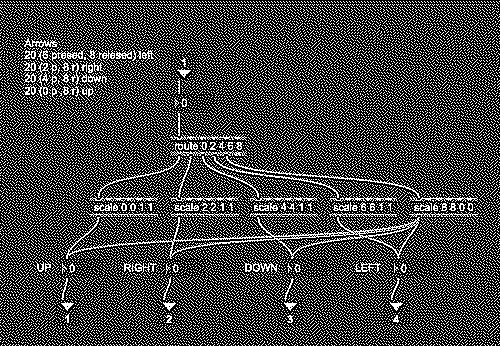 Arrows
20 (6 presed, 8 relesed) left
20 (2 p, 8 r) right
20 (4 p, 8 r) down
20 (0 p, 8 r) up
1
0
route 0 2 4 6 8
scale 0 0 1 1 scale 2 2 1 1 scale 4 4 1 1 scale 6 6 1 1 scale 8 8 0 0
UP 0 RIGHT 0 DOWN 0 LEFT 0
1 2 3 4